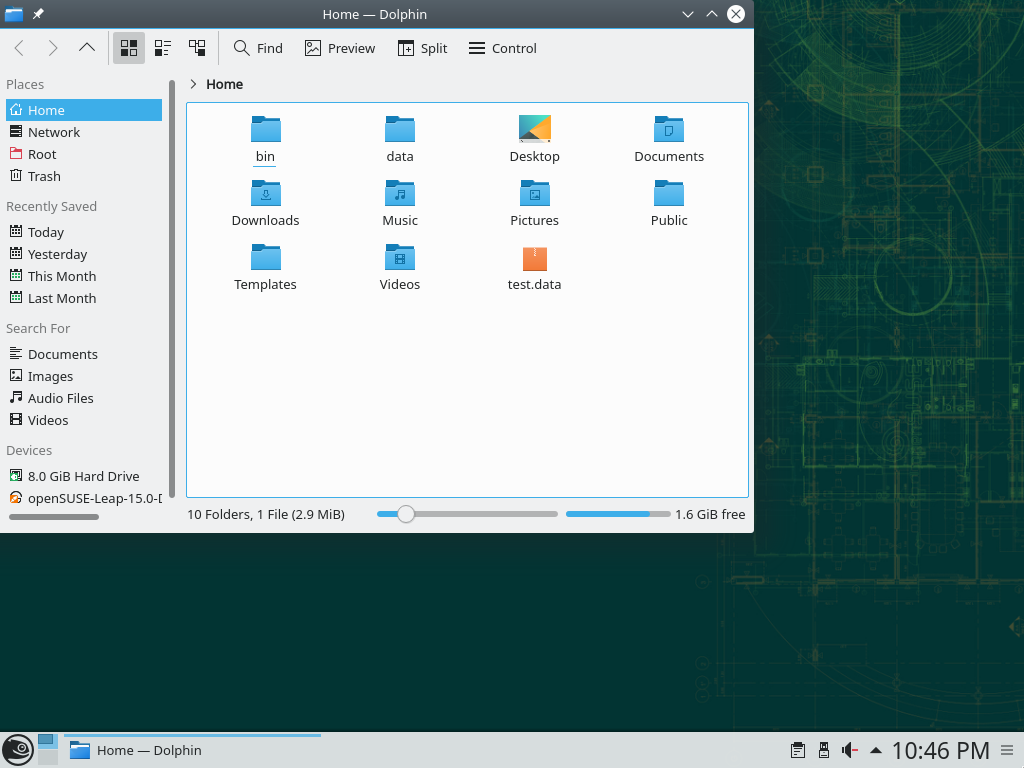 Home — Dolphin
Find
Preview
Split
Control
Places
Home
Network
Root
Trash
Recently Saved
Today
Yesterday
This Month
Last Month
Search For
Documents
Images
Audio Files
Videos
Devices
8.0 GiB Hard Drive
openSUSE-Leap-15.0-
Home
bin
data
Desktop
Documents
Downloads
Music
Pictures
Public
Templates
Videos
test.data
10 Folders, 1 File (2.9 MiB)
1.6 GiB free
Home — Dolphin
10:46 PM